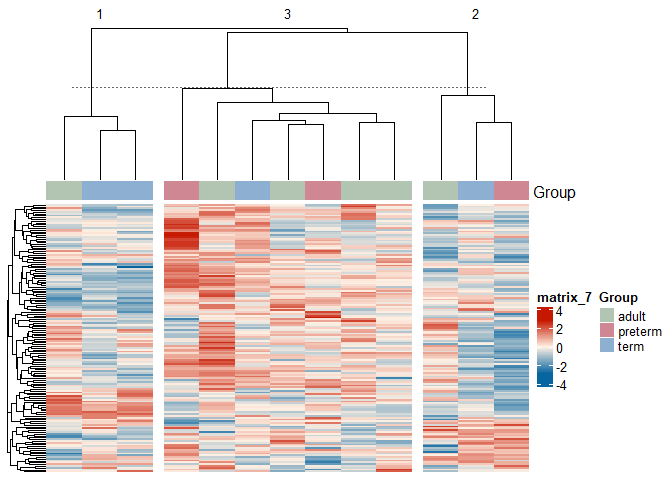 1 3 2
Group
matrix_7 Group
4 adult
2 preterm
0 term
-2
-4